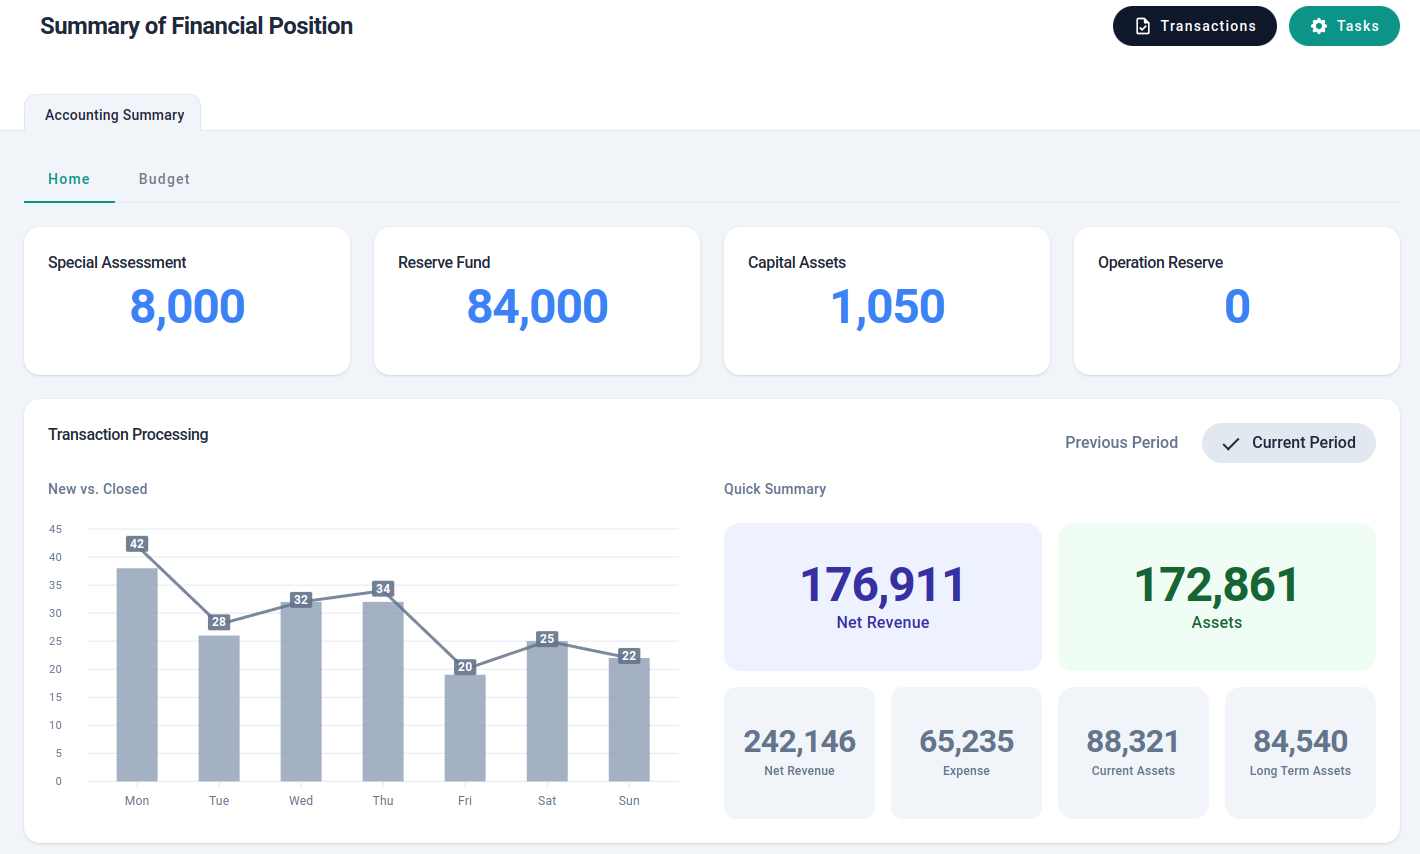 Summary of Financial Position
Transactions
Tasks
Accounting Summary
Home
Budget
Special Assessment
8,000
Reserve Fund
84,000
Capital Assets
1,050
Operation Reserve
0
Transaction Processing
Previous Period
Current Period
New vs. Closed
45
40
35
30
25
20
15
10
5
0
42
28
32
34
20
25
22
Mon
Tue
Wed
Thu
Fri
Sat
Sun
Quick Summary
176,911
Net Revenue
172,861
Assets
242,146
Net Revenue
65,235
Expense
88,321
Current Assets
84,540
Long Term Assets